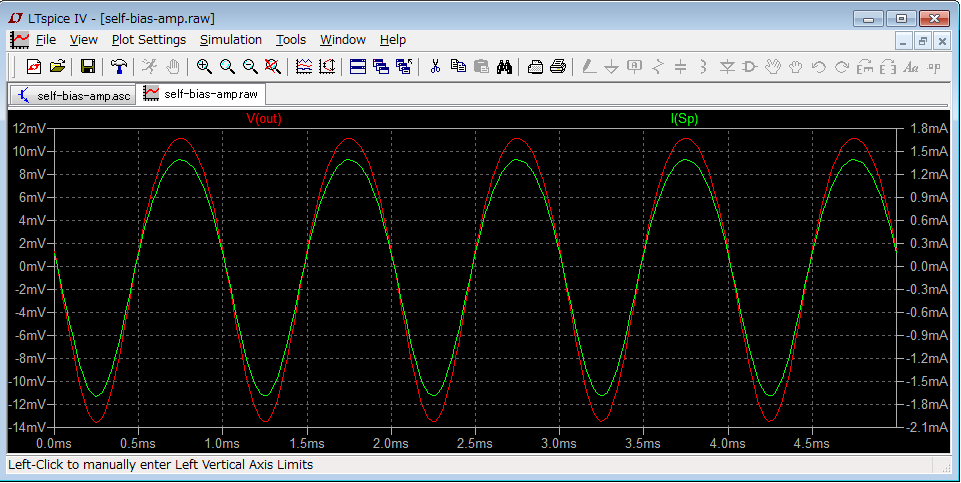 LTspice IV - [self-bias-amp.raw]
File View Plot Settings Simulation Tools Window Help
self-bias-amp.asc self-bias-amp.raw
V(out) I(Sp)
12mV 1.8mA
10mV 1.5mA
8mV 1.2mA
6mV 0.9mA
4mV 0.6mA
2mV 0.3mA
0mV 0.0mA
-2mV -0.3mA
-4mV -0.6mA
-6mV -0.9mA
-8mV -1.2mA
-10mV -1.5mA
-12mV -1.8mA
-14mV -2.1mA
0.0ms 0.5ms 1.0ms 1.5ms 2.0ms 2.5ms 3.0ms 3.5ms 4.0ms 4.5ms
Left-Click to manually enter Left Vertical Axis Limits